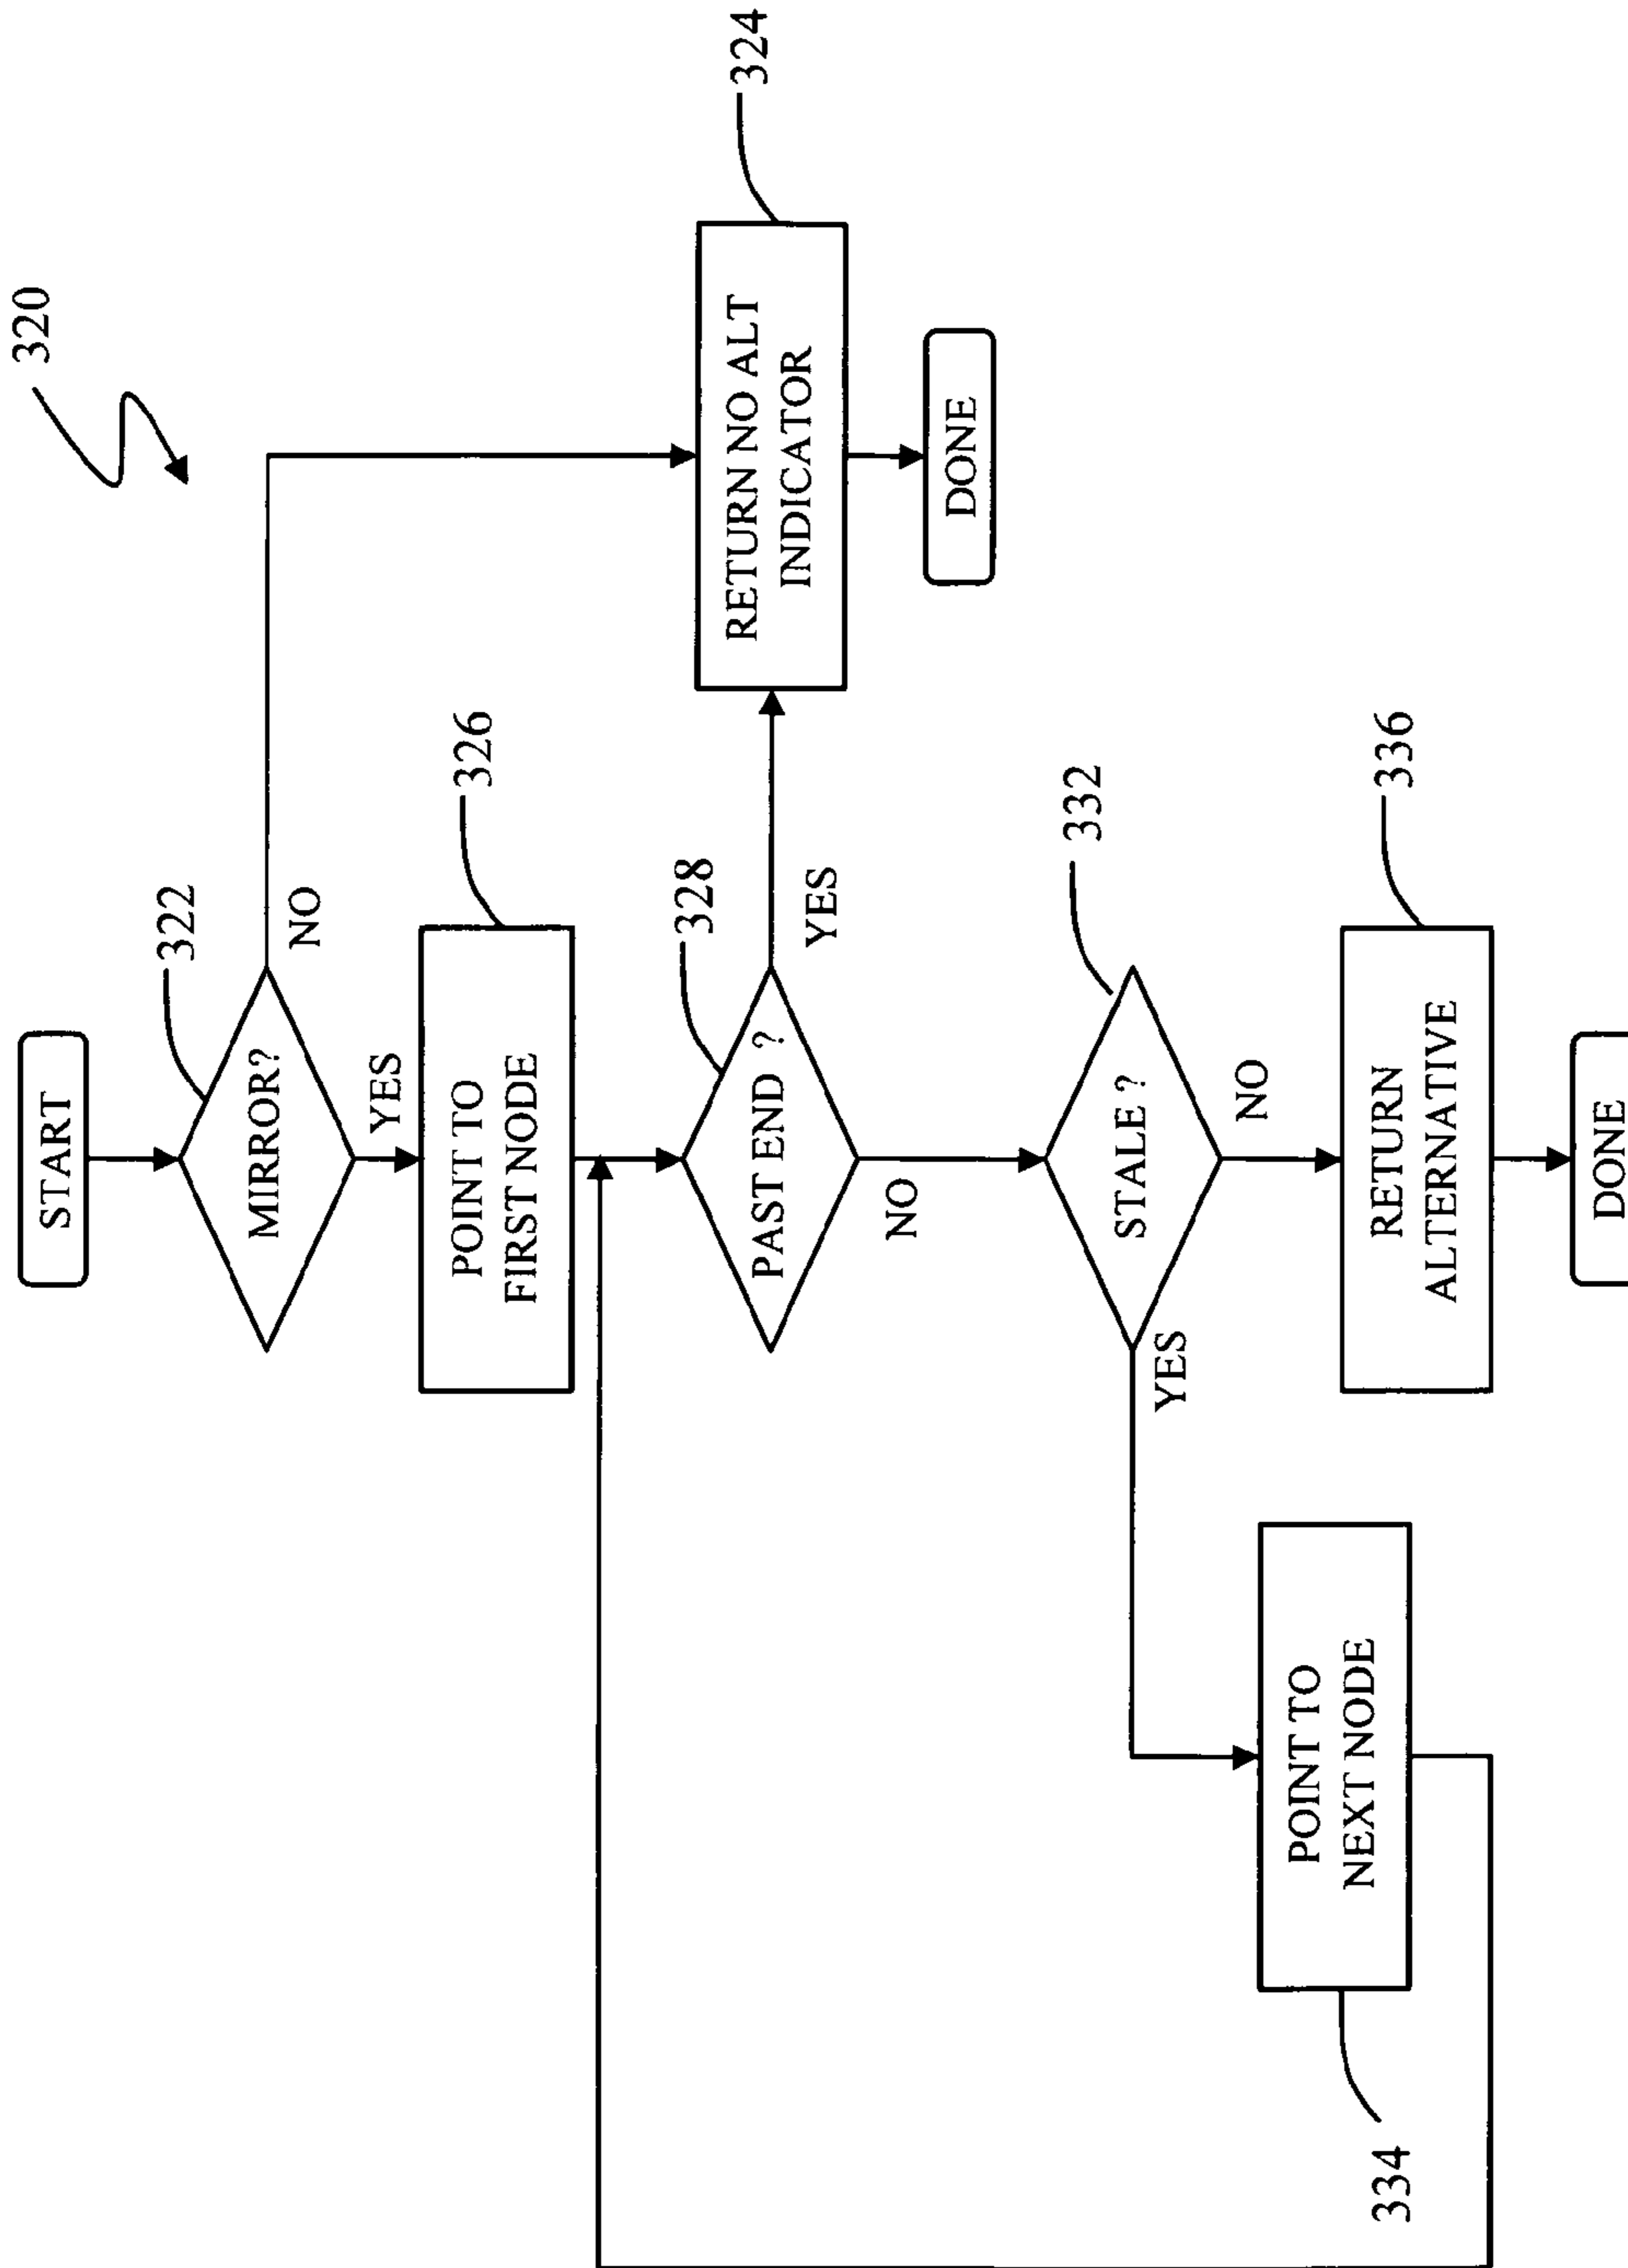 320
START
322
MIRROR?
NO
YES
326
POINT TO
FIRST NODE
324
RETURN NO ALT
INDICATOR
DONE
328
PAST END ?
YES
NO
332
STALE ?
YES
NO
334
POINT TO
NEXT NODE
336
RETURN
ALTERNATIVE
DONE